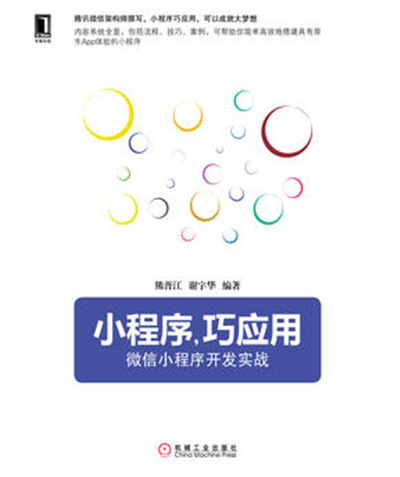 腾讯微信架构师撰写，小程序巧应用，可以成就大梦想
内容系统全面，包括流程、技巧、案例，可帮助你简单高效地搭建具有原
生App体验的小程序
熊普江 谢宇华 编著
小程序，巧应用
微信小程序开发实战
机械工业出版社
China Machine Press